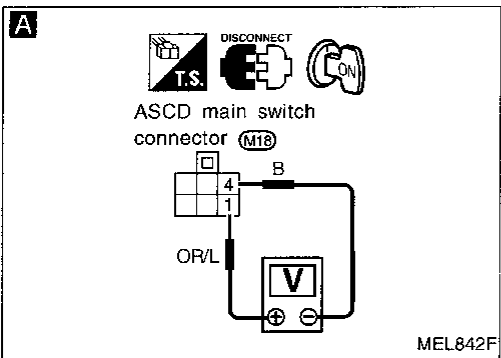 A
DISCONNECT
T.S.
ON
ASCD main switch
connector M18
4
B
1
OR/L
V
+ −
MEL842F